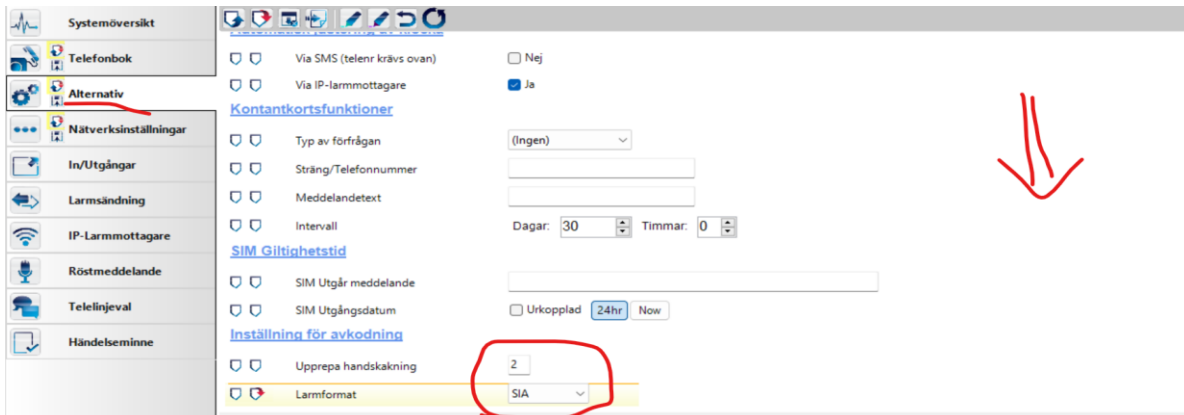 Systemöversikt
Telefonbok
Alternativ
Nätverksinställningar
In/Utgångar
Larmsändning
IP-Larmmottagare
Röstmeddelande
Telelinjeval
Händelseminne
Via SMS (telenr krävs ovan) Nej
Via IP-larmmottagare Ja
Kontantkortsfunktioner
Typ av förfrågan (Ingen)
Sträng/Telefonnummer
Meddelandetext
Intervall Dagar: 30 Timmar: 0
SIM Giltighetstid
SIM Utgår meddelande
SIM Utgångsdatum Urkopplad 24hr Now
Inställning för avkodning
Upprepa handskakning 2
Larmformat SIA